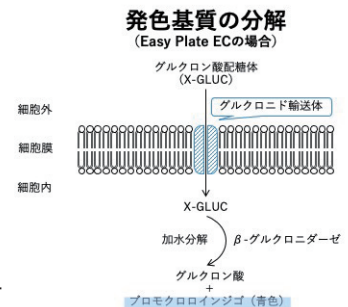 発色基質の分解
(Easy Plate ECの場合)
グルクロン酸配糖体
(X-GLUC)
グルクロニド輸送体
細胞外
細胞膜
細胞内
X-GLUC
加水分解
β-グルクロニダーゼ
グルクロン酸
+
ブロモクロロインジゴ（青色）